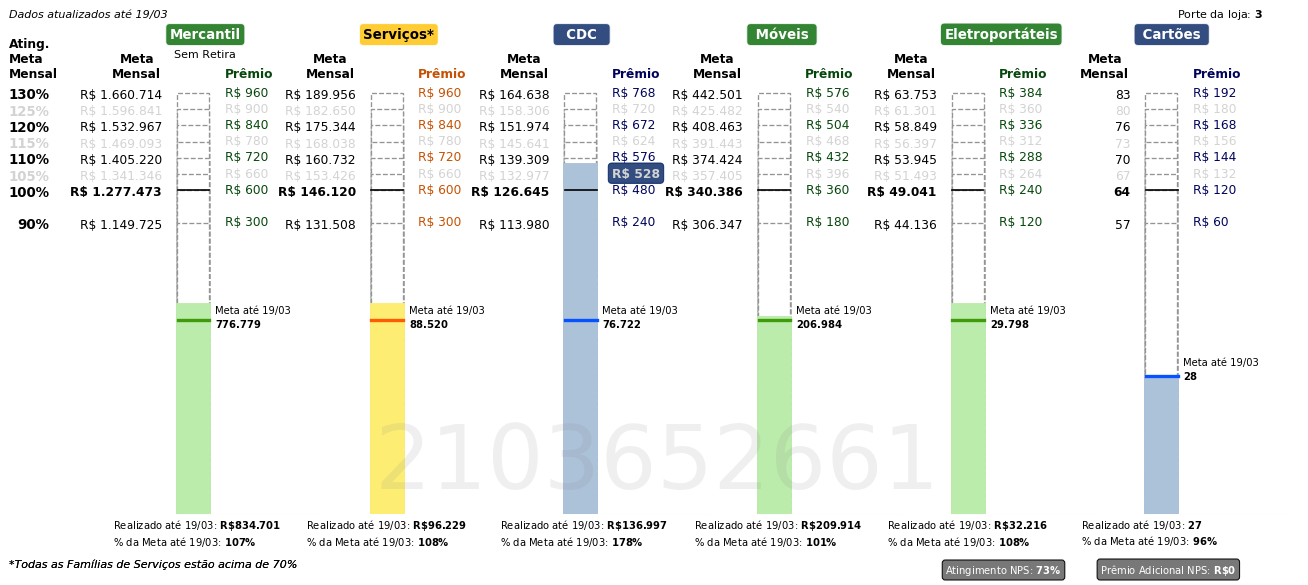 Dados atualizados até 19/03
Porte da loja: 3
Mercantil Serviços* CDC Móveis Eletroportáteis Cartões
Sem Retira
Ating. Meta Mensal
Meta Mensal Prêmio Meta Mensal Prêmio Meta Mensal Prêmio Meta Mensal Prêmio Meta Mensal Prêmio Meta Mensal Prêmio
130% R$ 1.660.714 R$ 960 R$ 189.956 R$ 960 R$ 164.638 R$ 768 R$ 442.501 R$ 576 R$ 63.753 R$ 384 83 R$ 192
125% R$ 1.596.841 R$ 900 R$ 182.650 R$ 900 R$ 158.306 R$ 720 R$ 425.482 R$ 540 R$ 61.301 R$ 360 80 R$ 180
120% R$ 1.532.967 R$ 840 R$ 175.344 R$ 840 R$ 151.974 R$ 672 R$ 408.463 R$ 504 R$ 58.849 R$ 336 76 R$ 168
115% R$ 1.469.093 R$ 780 R$ 168.038 R$ 780 R$ 145.641 R$ 624 R$ 391.443 R$ 468 R$ 56.397 R$ 312 73 R$ 156
110% R$ 1.405.220 R$ 720 R$ 160.732 R$ 720 R$ 139.309 R$ 576 R$ 374.424 R$ 432 R$ 53.945 R$ 288 70 R$ 144
105% R$ 1.341.346 R$ 660 R$ 153.426 R$ 660 R$ 132.977 R$ 528 R$ 357.405 R$ 396 R$ 51.493 R$ 264 67 R$ 132
100% R$ 1.277.473 R$ 600 R$ 146.120 R$ 600 R$ 126.645 R$ 480 R$ 340.386 R$ 360 R$ 49.041 R$ 240 64 R$ 120
90% R$ 1.149.725 R$ 300 R$ 131.508 R$ 300 R$ 113.980 R$ 240 R$ 306.347 R$ 180 R$ 44.136 R$ 120 57 R$ 60
Meta até 19/03 Meta até 19/03 Meta até 19/03 Meta até 19/03 Meta até 19/03
776.779 88.520 76.722 206.984 29.798
Meta até 19/03
28
2103652661
Realizado até 19/03: R$834.701 Realizado até 19/03: R$96.229 Realizado até 19/03: R$136.997 Realizado até 19/03: R$209.914 Realizado até 19/03: R$32.216 Realizado até 19/03: 27
% da Meta até 19/03: 107% % da Meta até 19/03: 108% % da Meta até 19/03: 178% % da Meta até 19/03: 101% % da Meta até 19/03: 108% % da Meta até 19/03: 96%
*Todas as Famílias de Serviços estão acima de 70%
Atingimento NPS: 73% Prêmio Adicional NPS: R$0